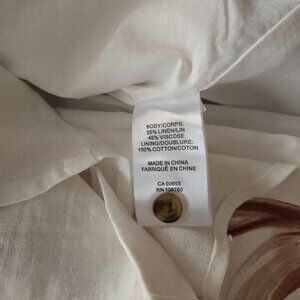 BODY/CORPS:
55% LINEN/LIN
45% VISCOSE
LINING/DOUBLURE:
100% COTTON/COTON
MADE IN CHINA
FABRIQUÉ EN CHINE
CA 00655
RN 138760